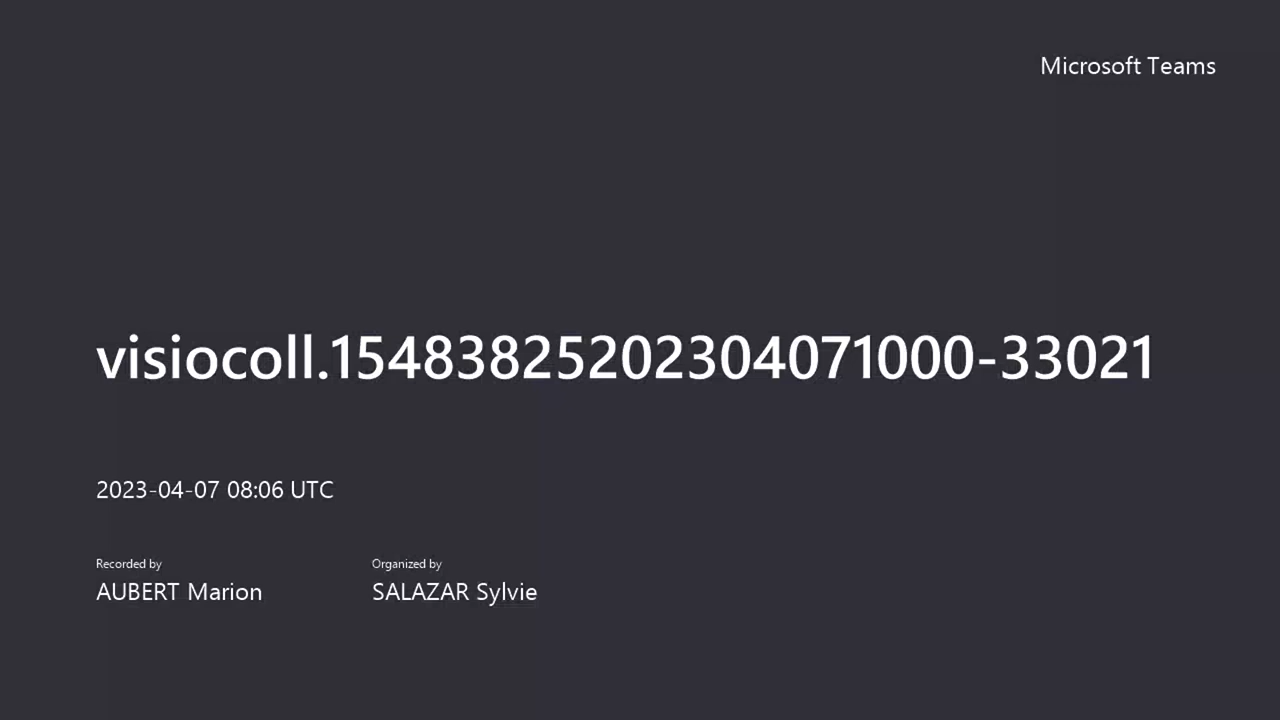 Microsoft Teams
visiocoll.15483825202304071000-33021
2023-04-07 08:06 UTC
Recorded by
AUBERT Marion
Organized by
SALAZAR Sylvie